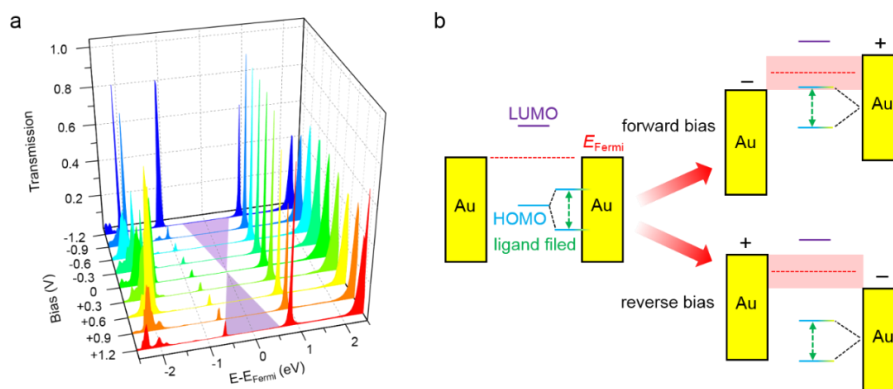 a
1.0
0.8
0.6
0.4
0.2
Transmission
-1.2
-0.9
-0.6
-0.3
0
+0.3
+0.6
+0.9
+1.2
Bias (V)
-2
-1
0
1
2
E-EFermi (eV)
b
LUMO
EFermi
Au
Au
HOMO
ligand filed
forward bias
−
+
Au
Au
reverse bias
+
−
Au
Au